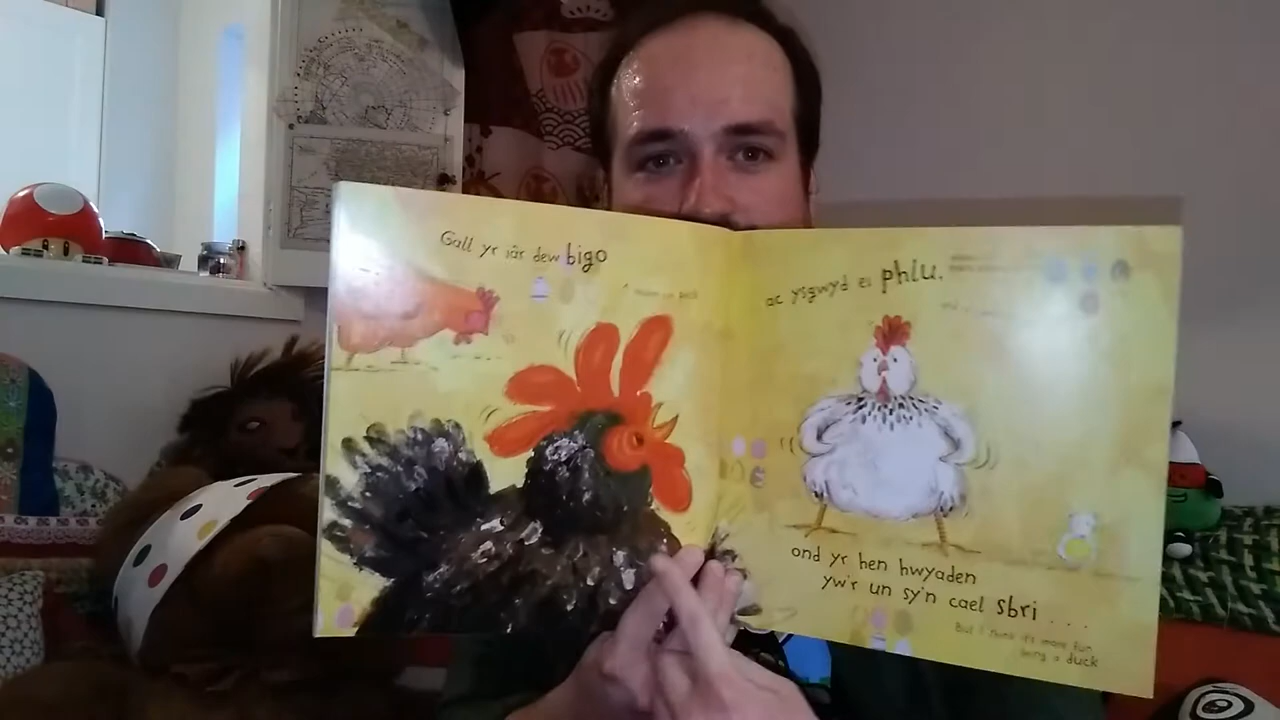 Gall yr iâr dew bigo
ac ysgwyd ei phlu.
ond yr hen hwyaden
yw'r un sy'n cael sbri . . .
But I think it's more fun
being a duck